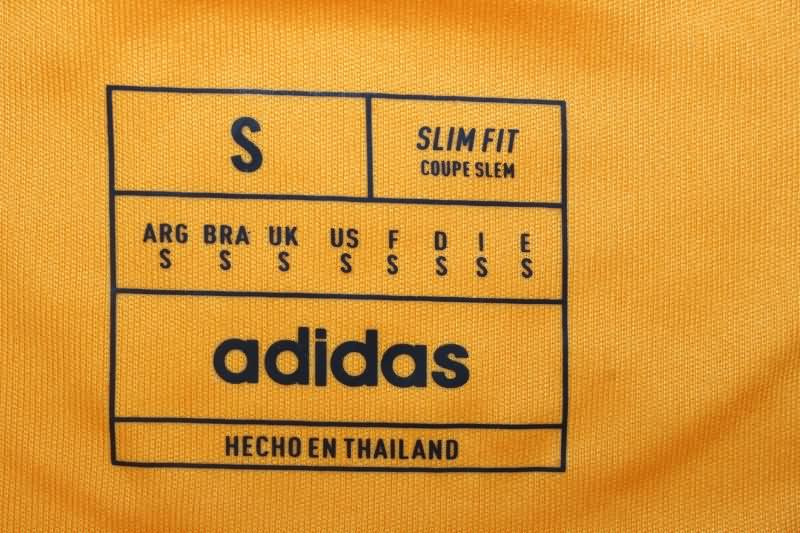 S
SLIM FIT
COUPE SLEM
ARG BRA UK US F D I E
S S S S S S S S
adidas
HECHO EN THAILAND